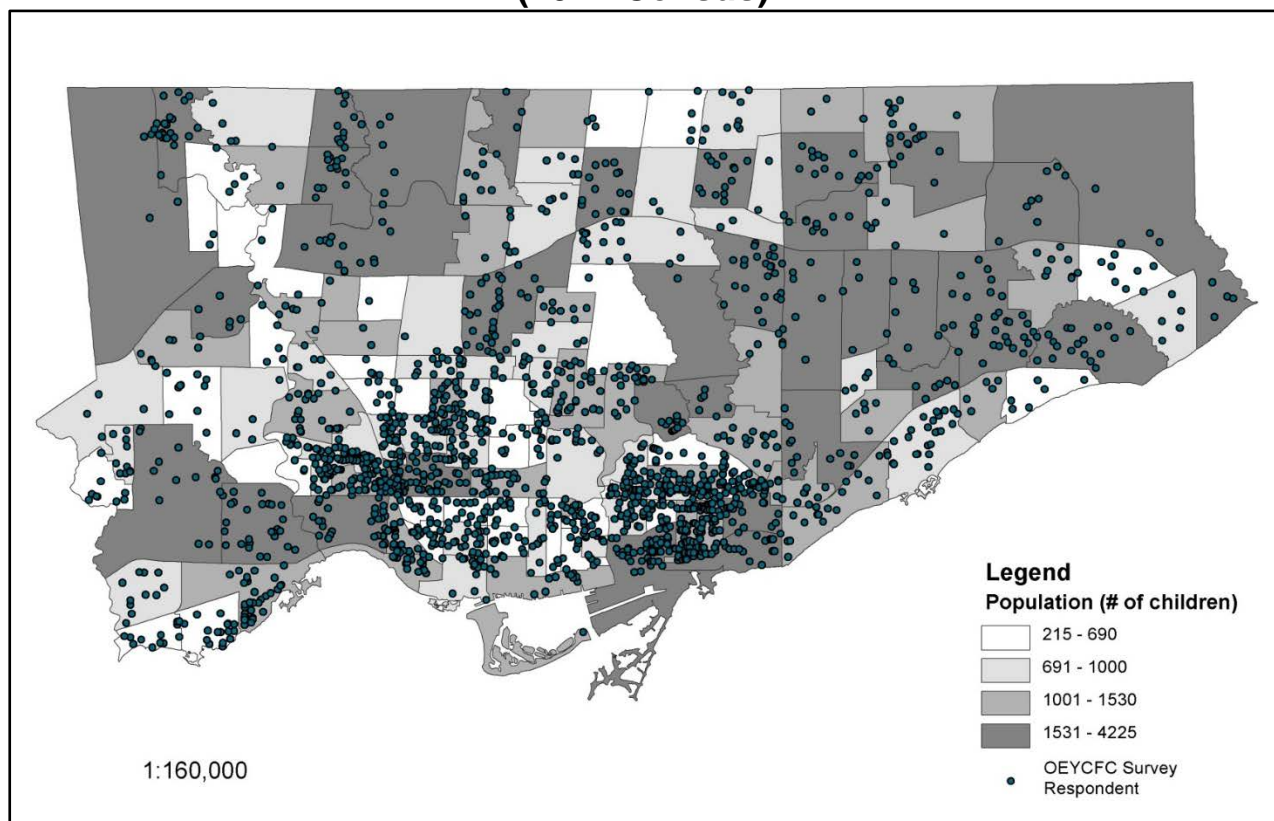 Legend
Population (# of children)
215 - 690
691 - 1000
1001 - 1530
1531 - 4225
OEYCFC Survey
Respondent
1:160,000